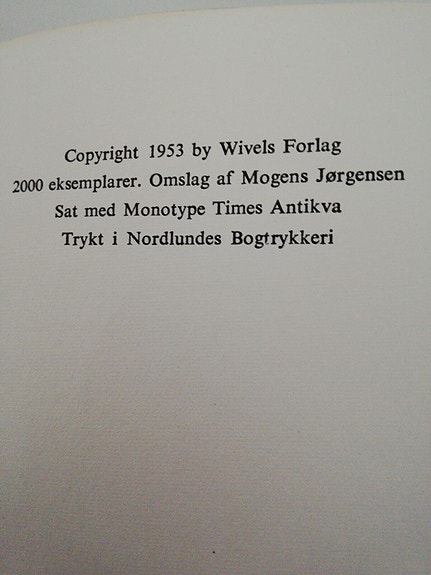 Copyright 1953 by Wivels Forlag
2000 eksemplarer. Omslag af Mogens Jørgensen
Sat med Monotype Times Antikva
Trykt i Nordlundes Bogtrykkeri